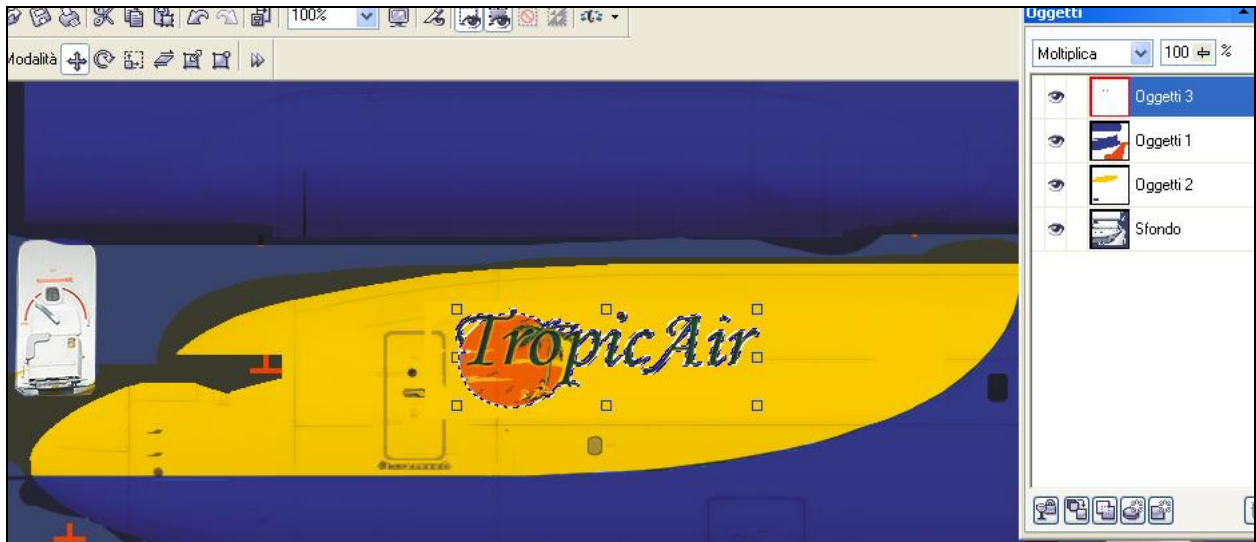 100%
Oggetti
Modalità
Moltiplica 100 %
Oggetti 3
Oggetti 1
Oggetti 2
Sfondo
TropicAir